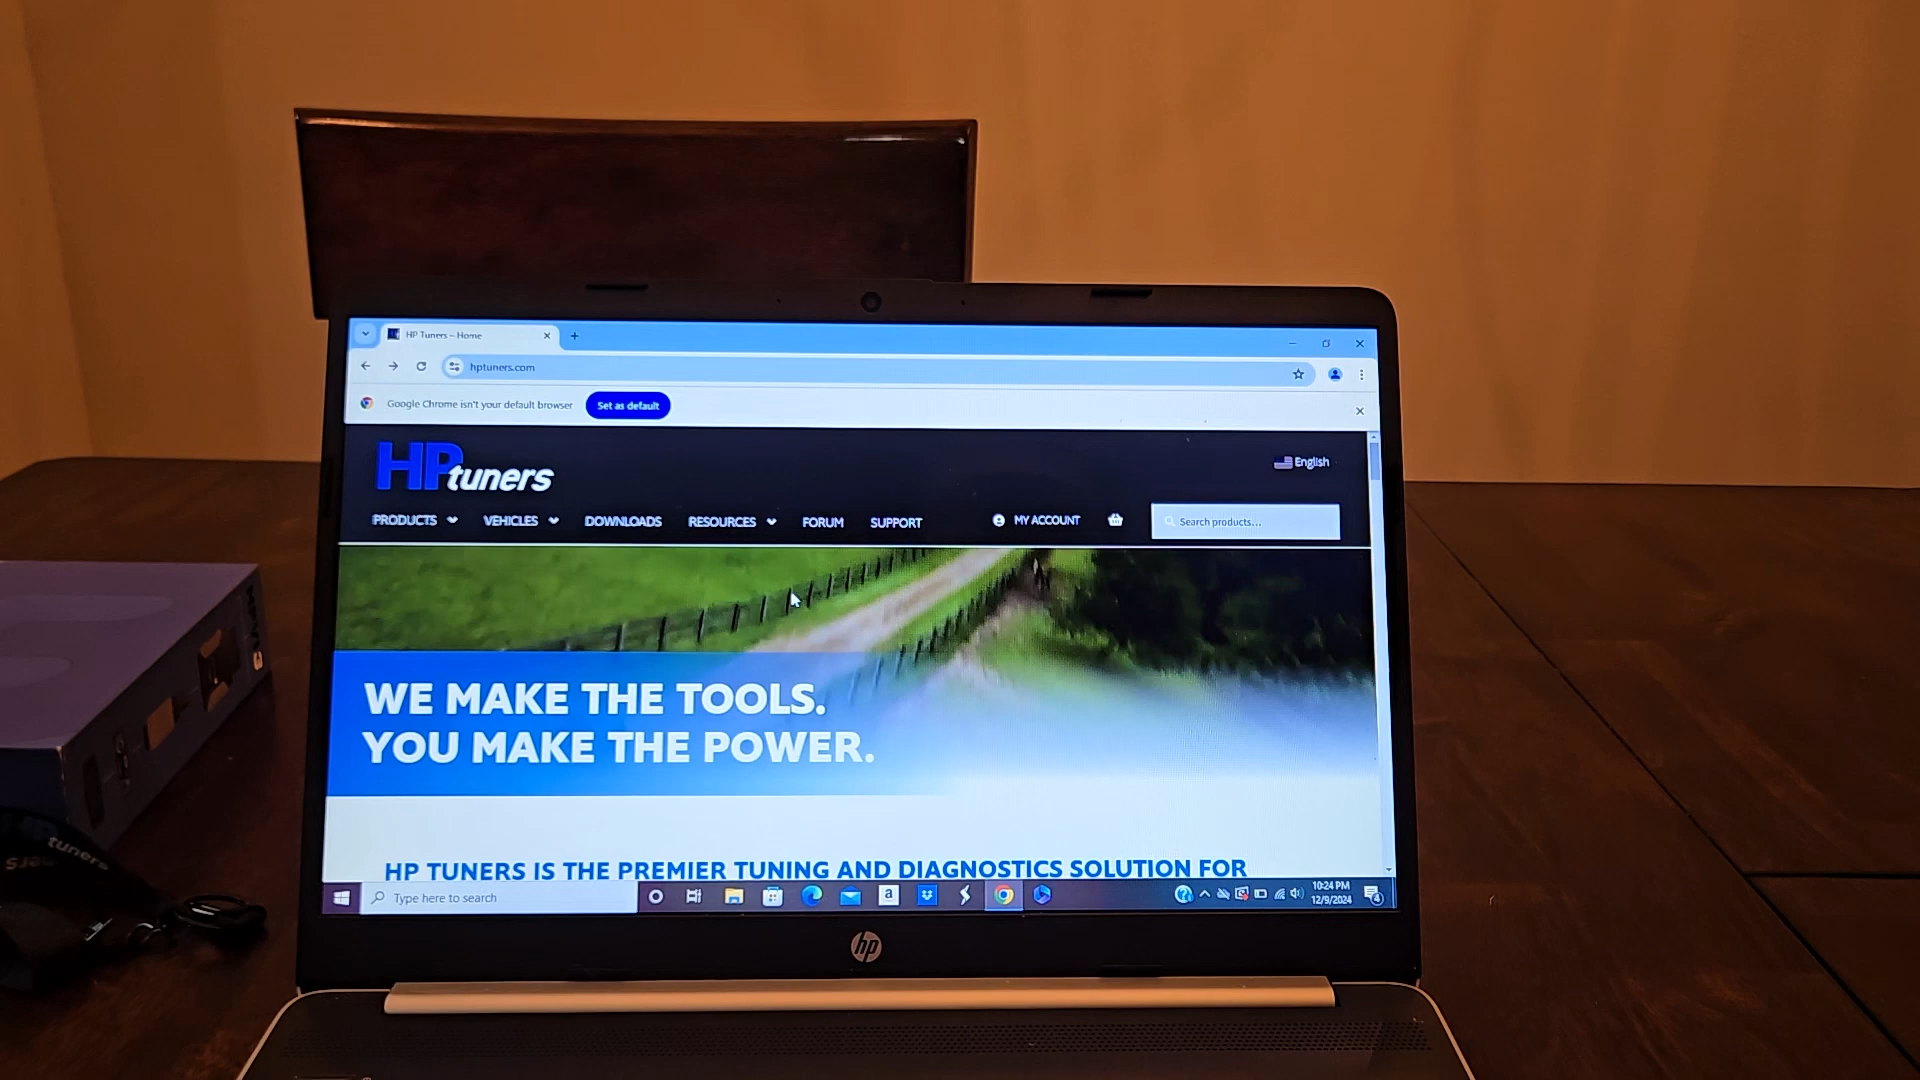 HP Tuners – Home
hptuners.com
Google Chrome isn't your default browser
Set as default
HPtuners
English
PRODUCTS
VEHICLES
DOWNLOADS
RESOURCES
FORUM
SUPPORT
MY ACCOUNT
Search products...
WE MAKE THE TOOLS.
YOU MAKE THE POWER.
HP TUNERS IS THE PREMIER TUNING AND DIAGNOSTICS SOLUTION FOR
Type here to search
a
10:24 PM
12/9/2024
4
hp
tuners